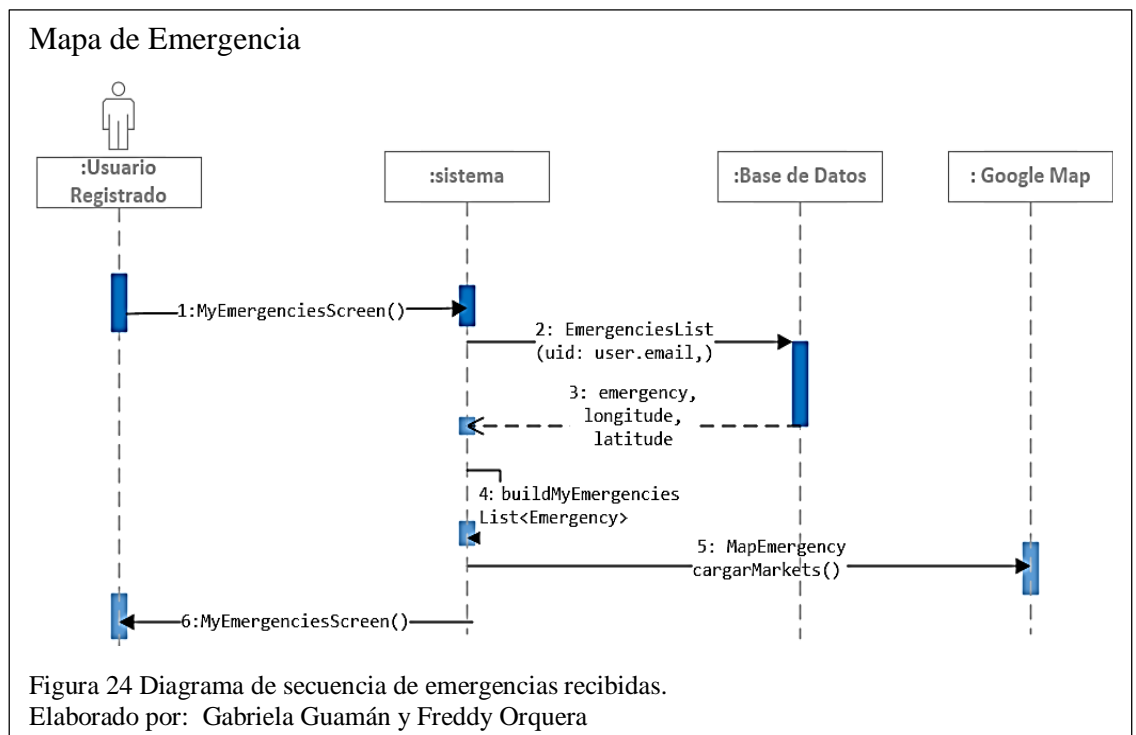 Mapa de Emergencia
:Usuario
Registrado
:sistema
:Base de Datos
: Google Map
1:MyEmergenciesScreen()
2: EmergenciesList
(uid: user.email,)
3: emergency,
longitude,
latitude
4: buildMyEmergencies
List<Emergency>
5: MapEmergency
cargarMarkets()
6:MyEmergenciesScreen()
Figura 24 Diagrama de secuencia de emergencias recibidas.
Elaborado por: Gabriela Guamán y Freddy Orquera